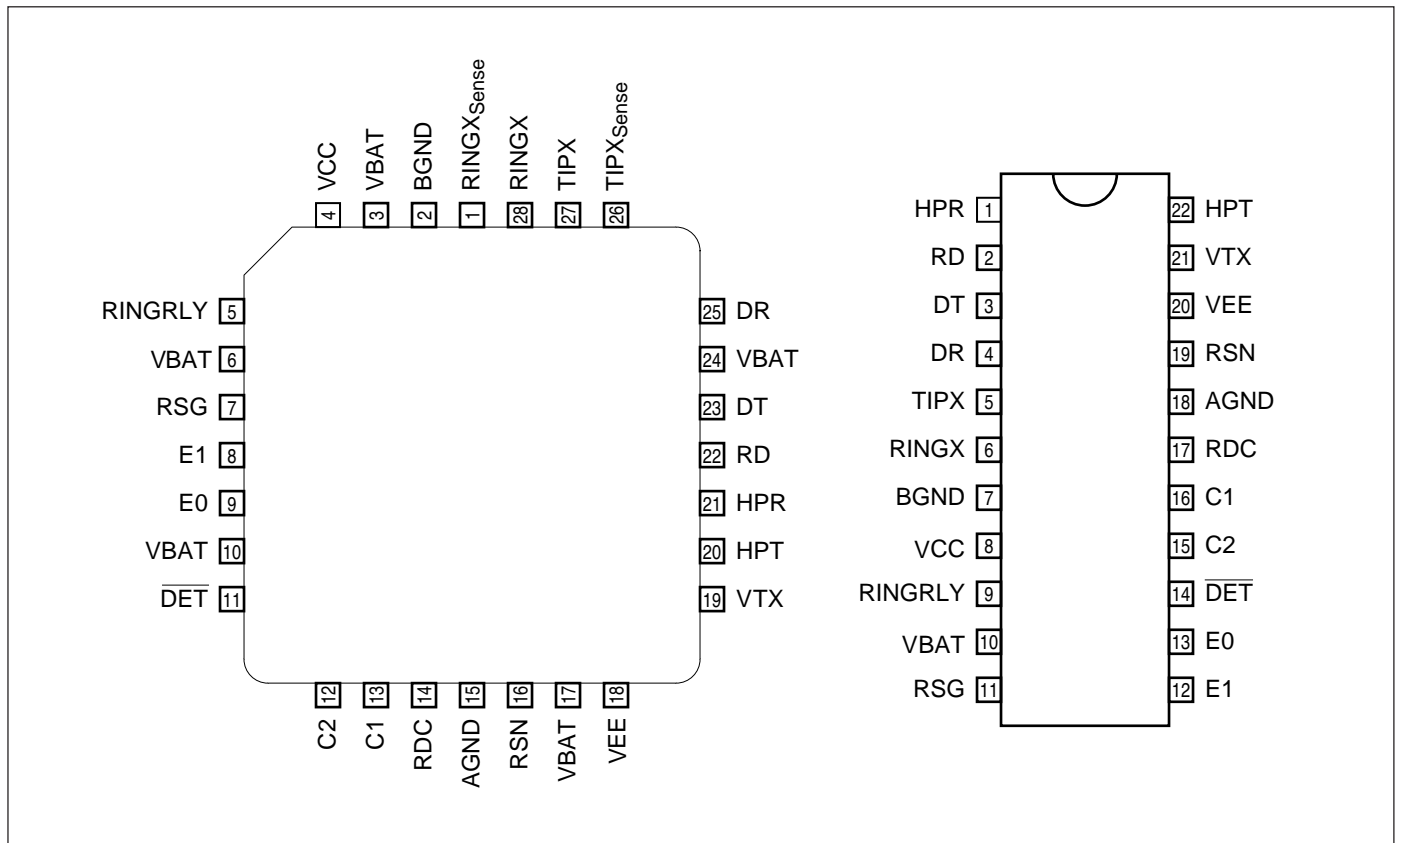 VCC
VBAT
BGND
RINGXSense
RINGX
TIPX
TIPXSense
4
3
2
1
28
27
26
RINGRLY 5
VBAT 6
RSG 7
E1 8
E0 9
VBAT 10
DET 11
25 DR
24 VBAT
23 DT
22 RD
21 HPR
20 HPT
19 VTX
12
13
14
15
16
17
18
C2
C1
RDC
AGND
RSN
VBAT
VEE
HPR 1
RD 2
DT 3
DR 4
TIPX 5
RINGX 6
BGND 7
VCC 8
RINGRLY 9
VBAT 10
RSG 11
22 HPT
21 VTX
20 VEE
19 RSN
18 AGND
17 RDC
16 C1
15 C2
14 DET
13 E0
12 E1